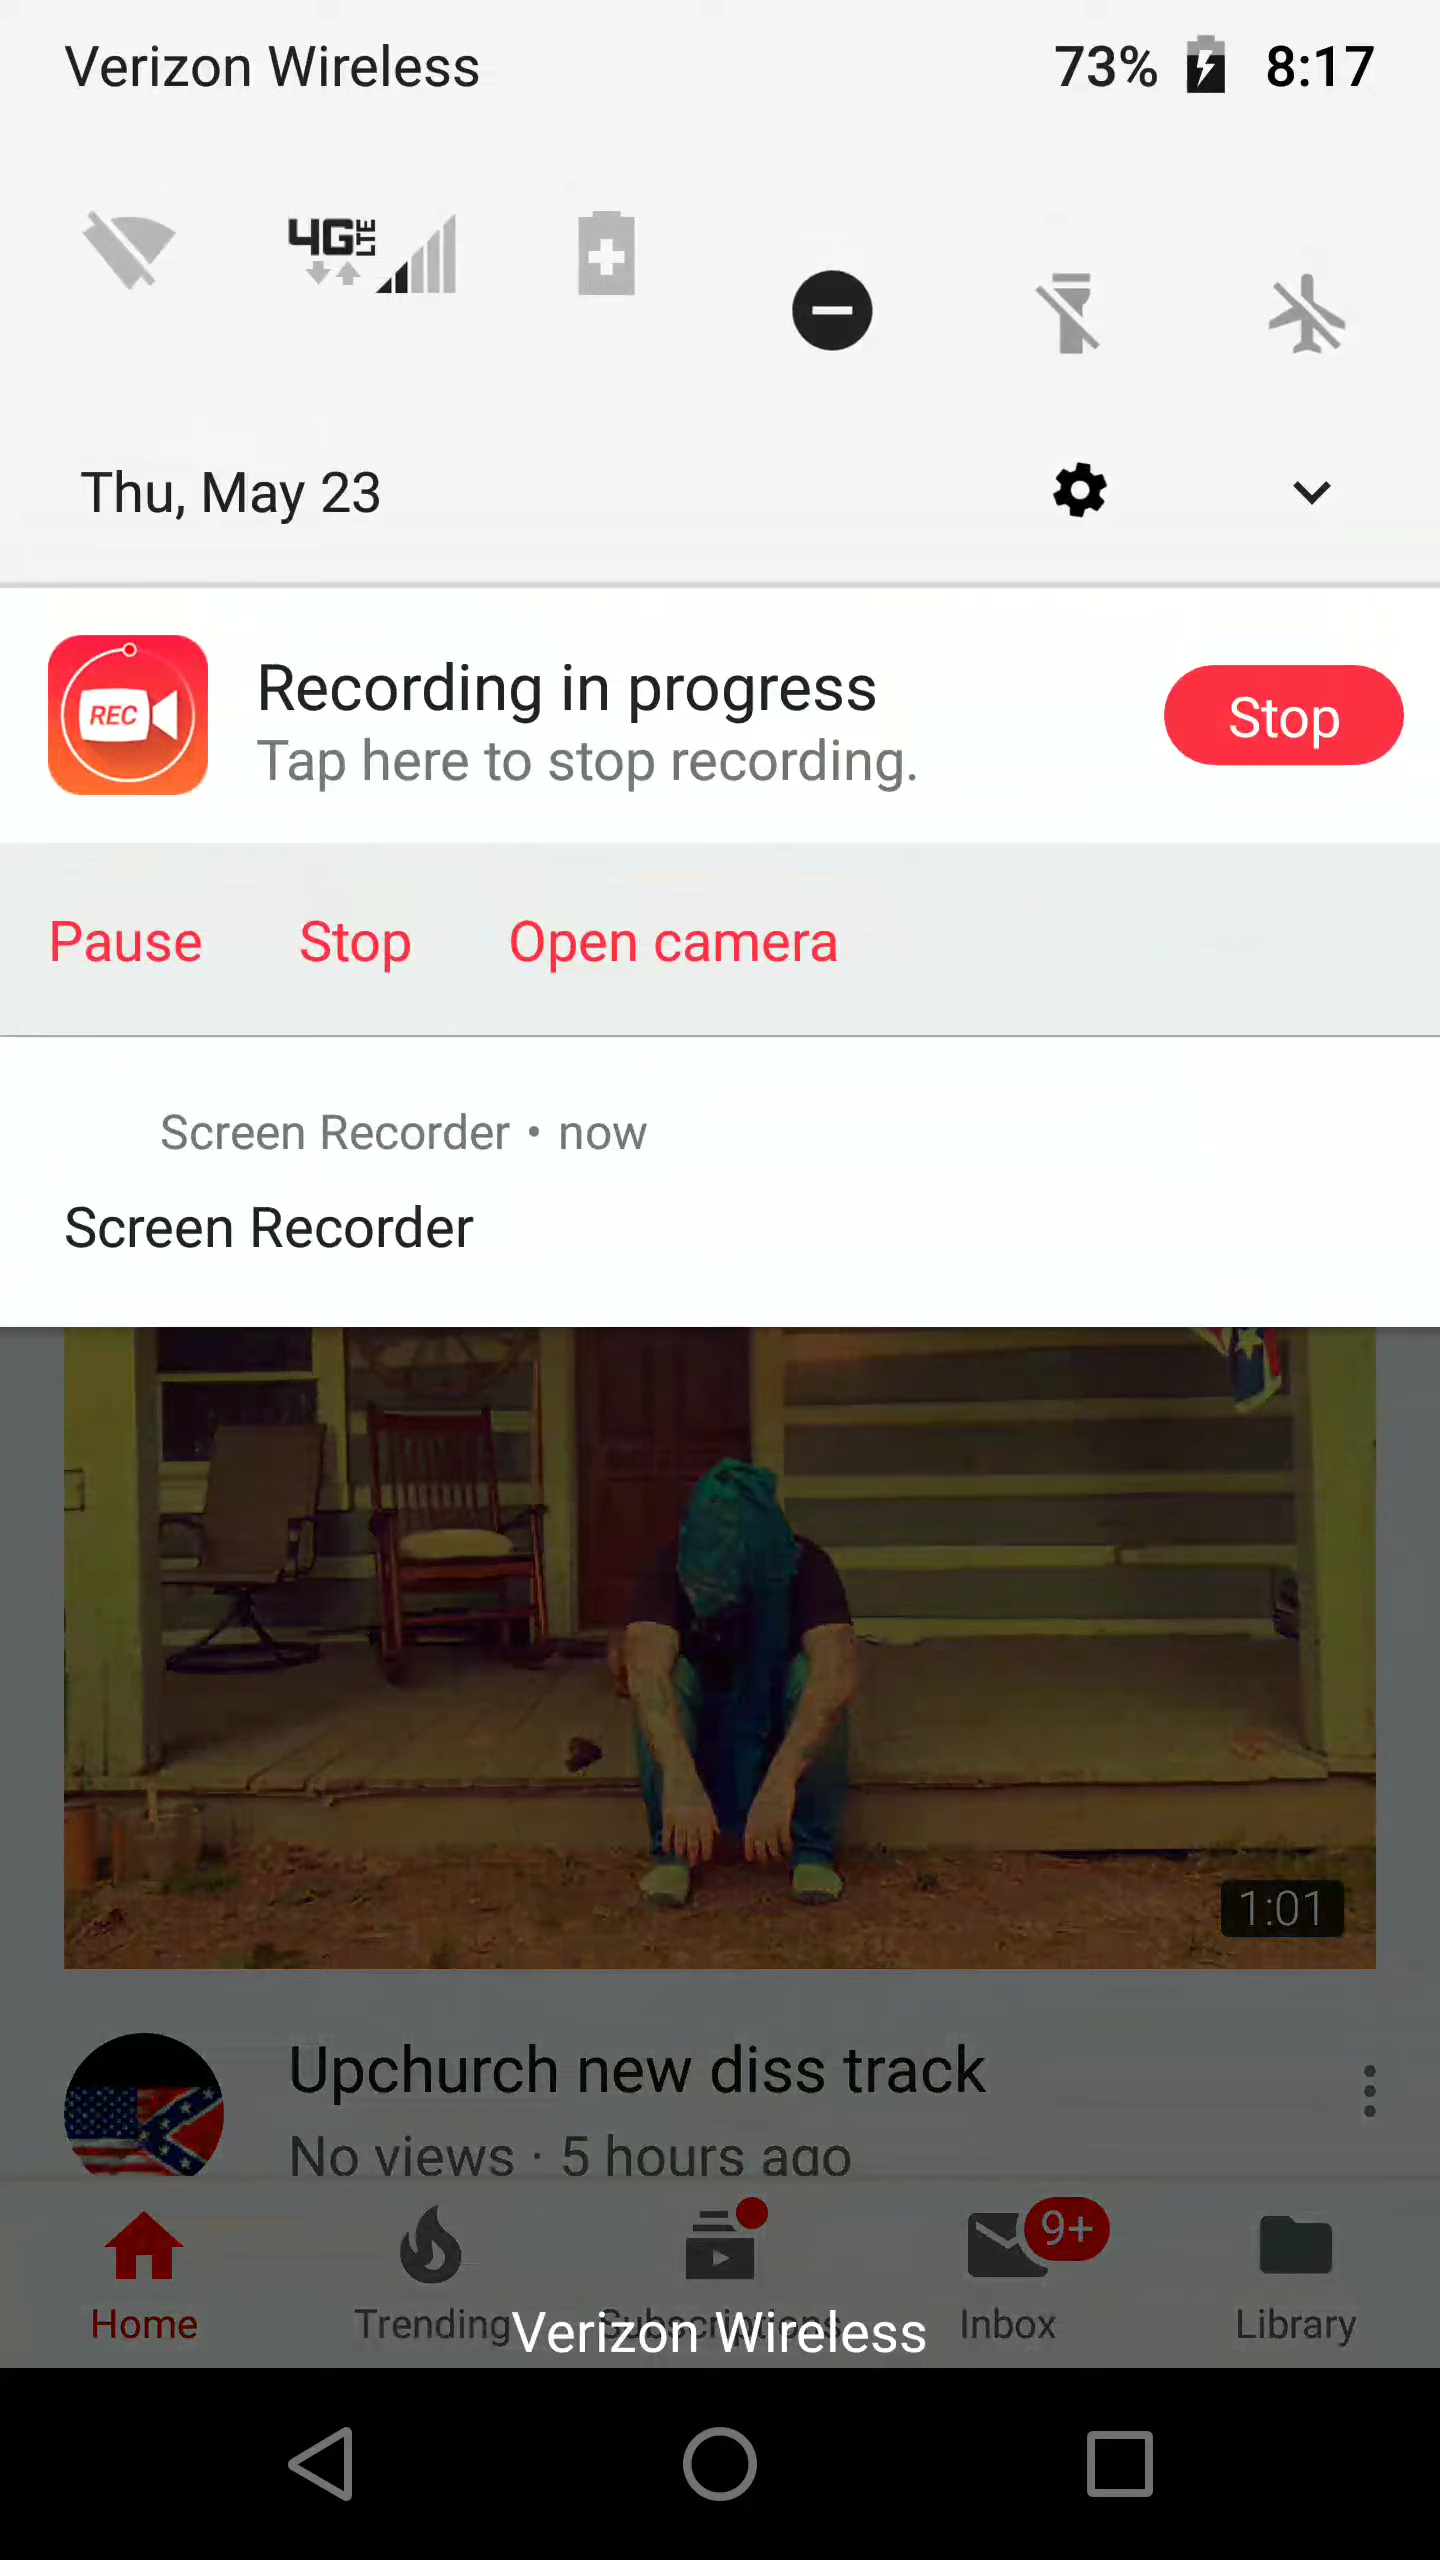 Verizon Wireless 73% 8:17
4G LTE
Thu, May 23
REC
Recording in progress
Tap here to stop recording.
Stop
Pause Stop Open camera
Screen Recorder • now
Screen Recorder
1:01
Upchurch new diss track
No views · 5 hours ago
9+
Home Trending Subscriptions Inbox Library
Verizon Wireless